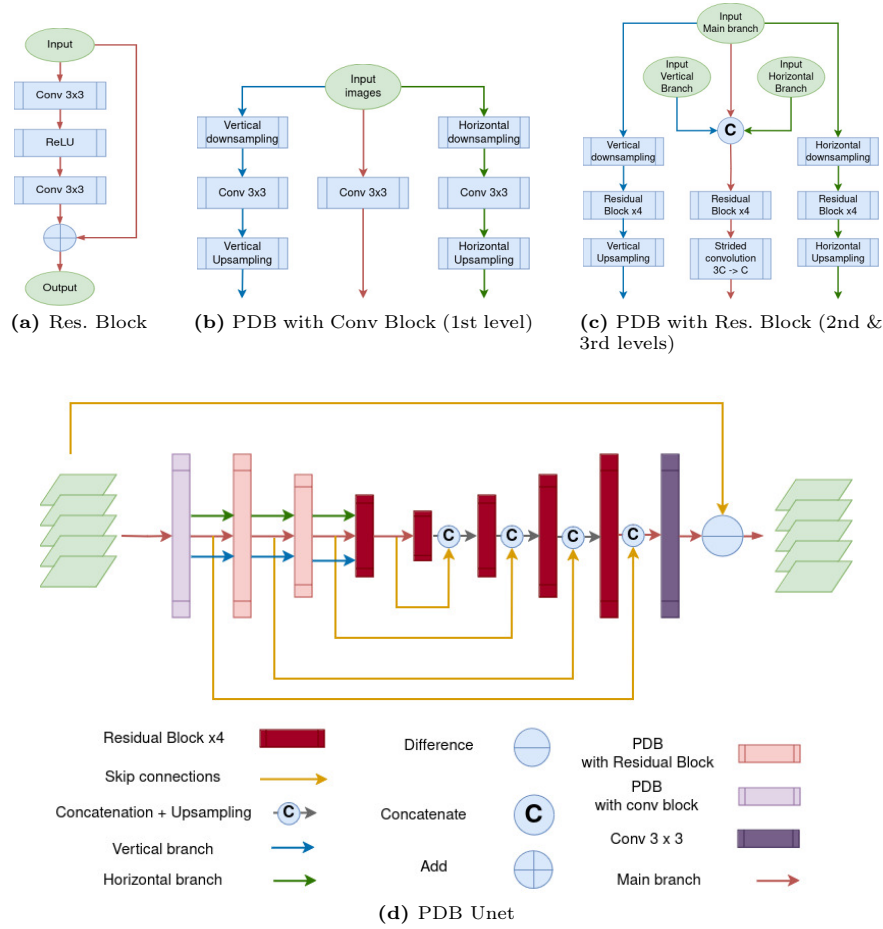 Input
Conv 3x3
ReLU
Conv 3x3
Output
(a) Res. Block
Input
images
Vertical
downsampling
Horizontal
downsampling
Conv 3x3
Conv 3x3
Conv 3x3
Vertical
Upsampling
Horizontal
Upsampling
(b) PDB with Conv Block (1st level)
Input
Main branch
Input
Vertical
Branch
Input
Horizontal
Branch
C
Vertical
downsampling
Horizontal
downsampling
Residual
Block x4
Residual
Block x4
Residual
Block x4
Vertical
Upsampling
Strided
convolution
3C -> C
Horizontal
Upsampling
(c) PDB with Res. Block (2nd &
3rd levels)
C
C
C
C
Residual Block x4
Skip connections
Concatenation + Upsampling
C
Vertical branch
Horizontal branch
Difference
Concatenate
C
Add
PDB
with Residual Block
PDB
with conv block
Conv 3 x 3
Main branch
(d) PDB Unet